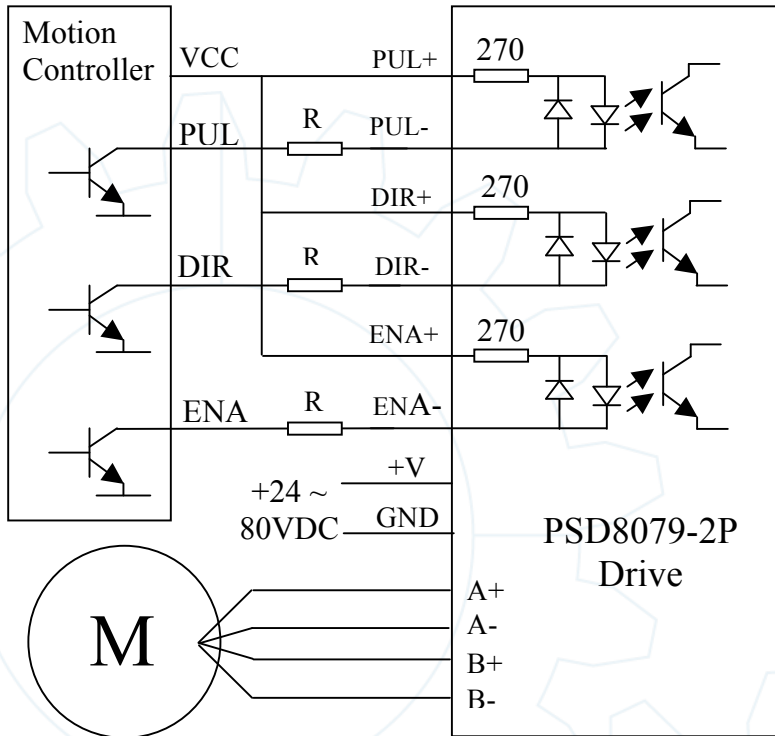 Motion
Controller
VCC
PUL+
270
PUL
R
PUL-
DIR+
270
DIR
R
DIR-
ENA+
270
ENA
R
ENA-
+V
+24 ~
80VDC
GND
PSD8079-2P
Drive
M
A+
A-
B+
B-